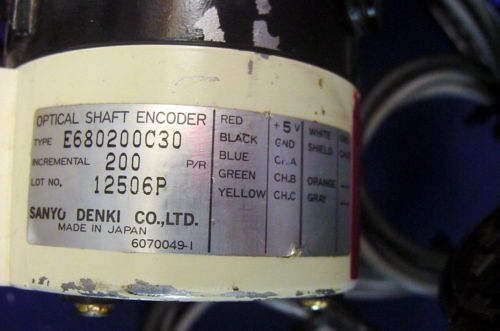 OPTICAL SHAFT ENCODER
TYPE E680200C30
INCREMENTAL 200 P/R
LOT NO. 12506P
SANYO DENKI CO.,LTD.
MADE IN JAPAN
6070049-1
RED +5V WHITE
BLACK GND SHIELD
BLUE CH.A
GREEN CH.B ORANGE —
YELLOW CH.C GRAY —